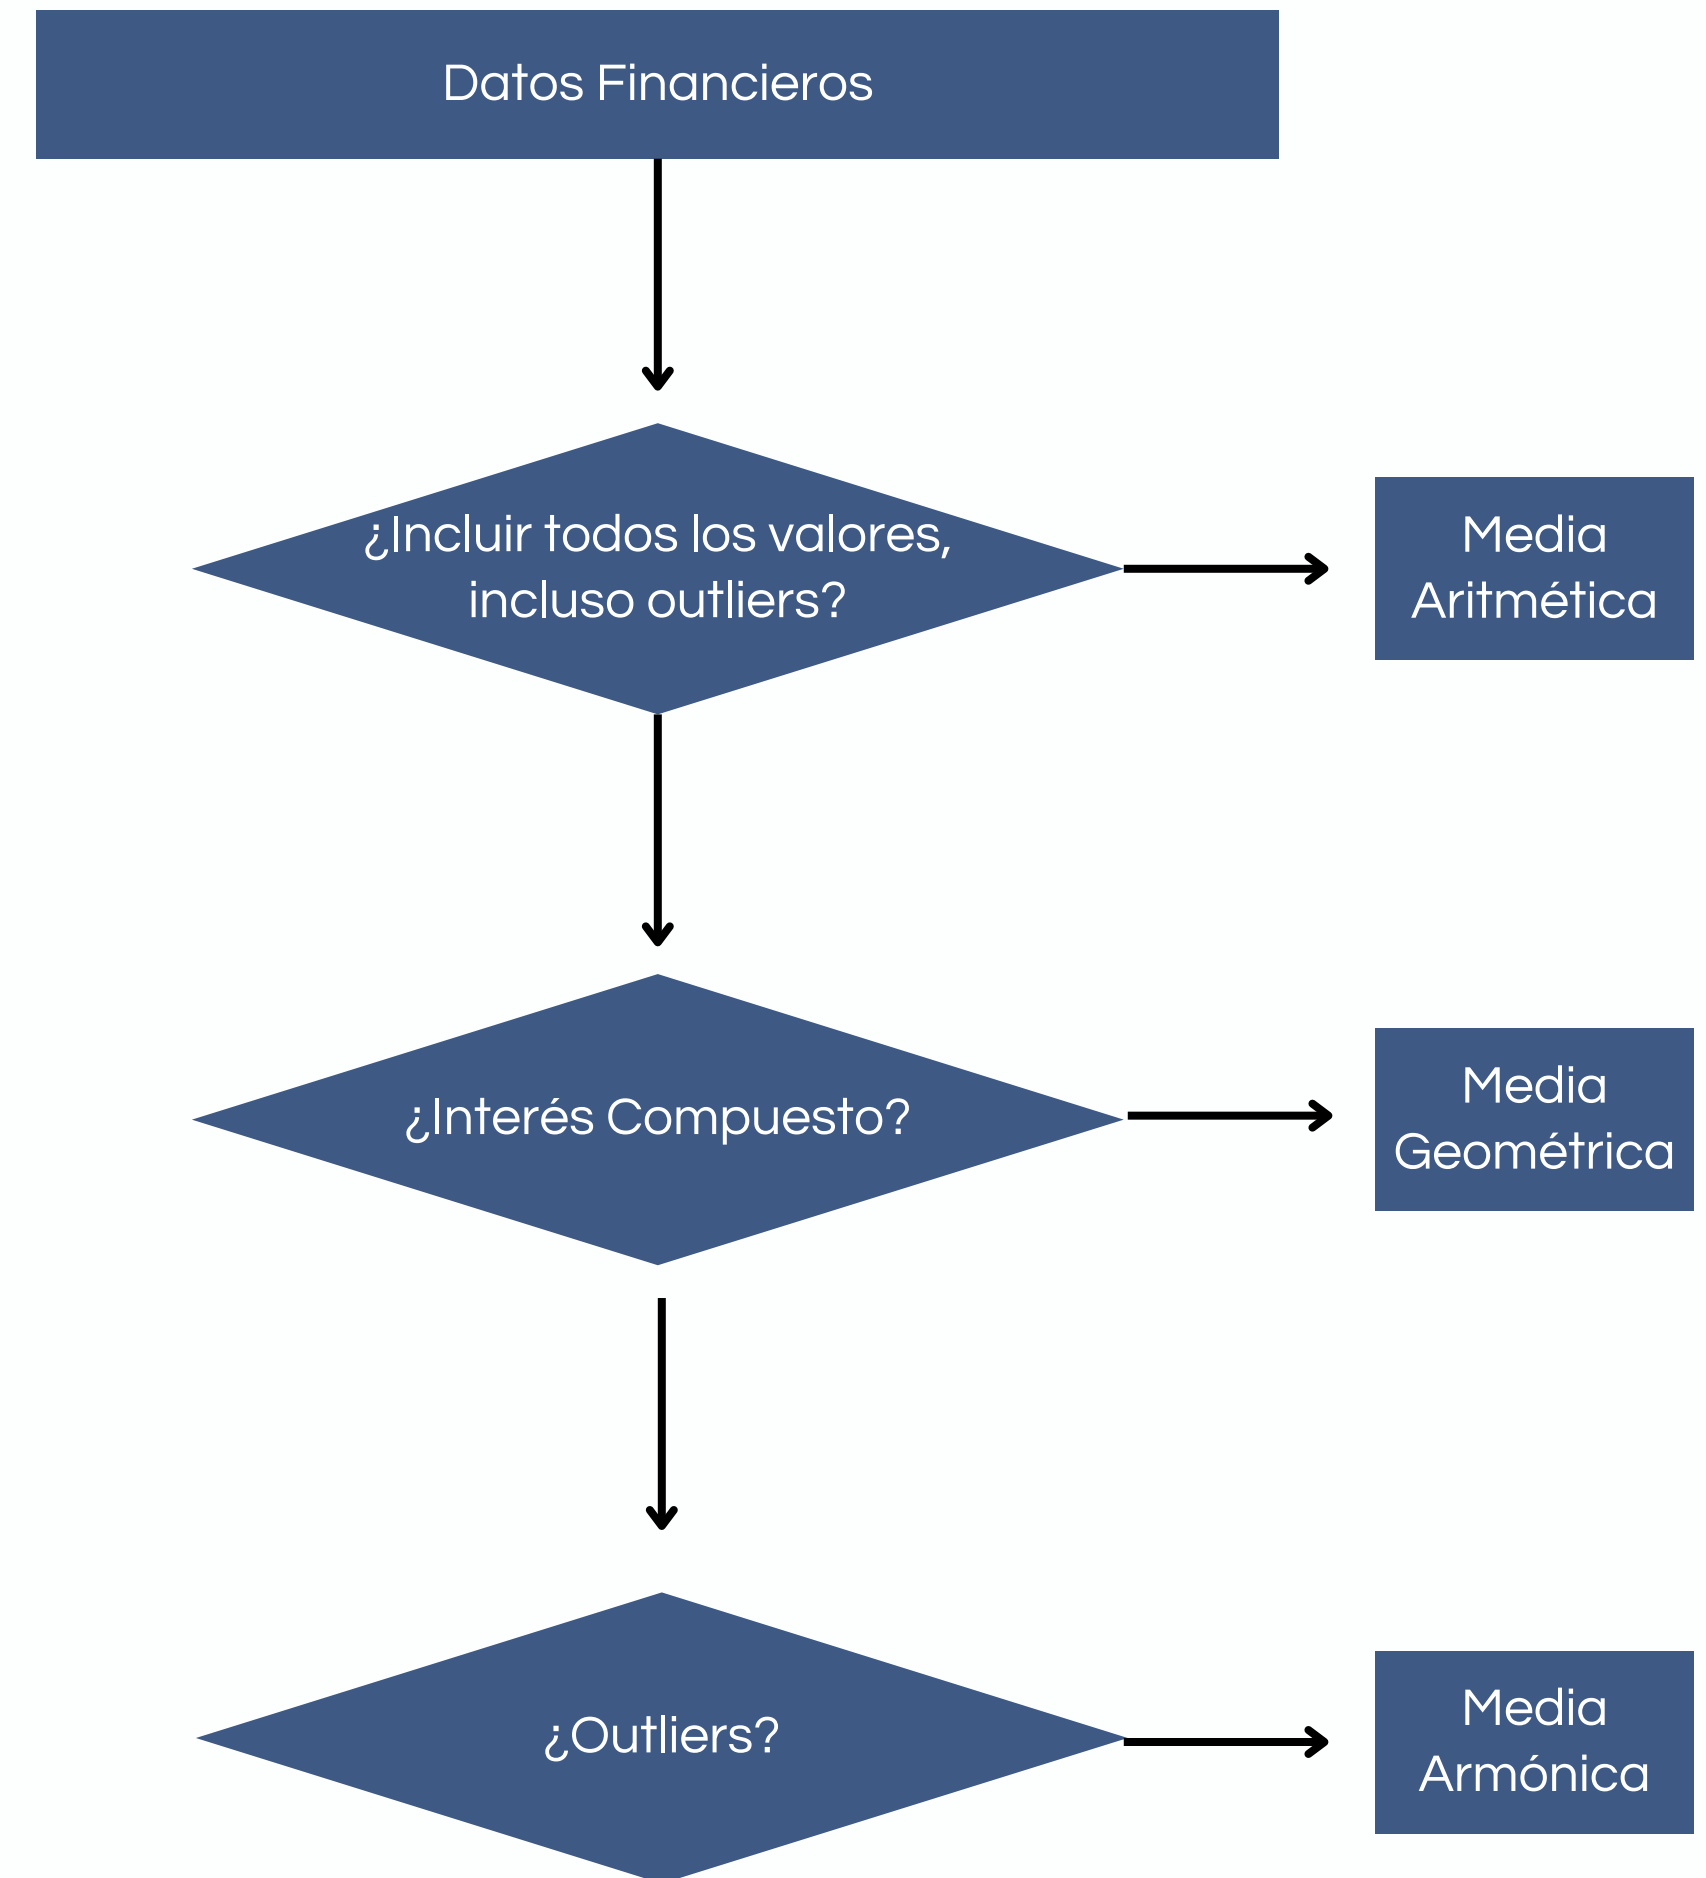 Datos Financieros
¿Incluir todos los valores,
incluso outliers?
Media
Aritmética
¿Interés Compuesto?
Media
Geométrica
¿Outliers?
Media
Armónica